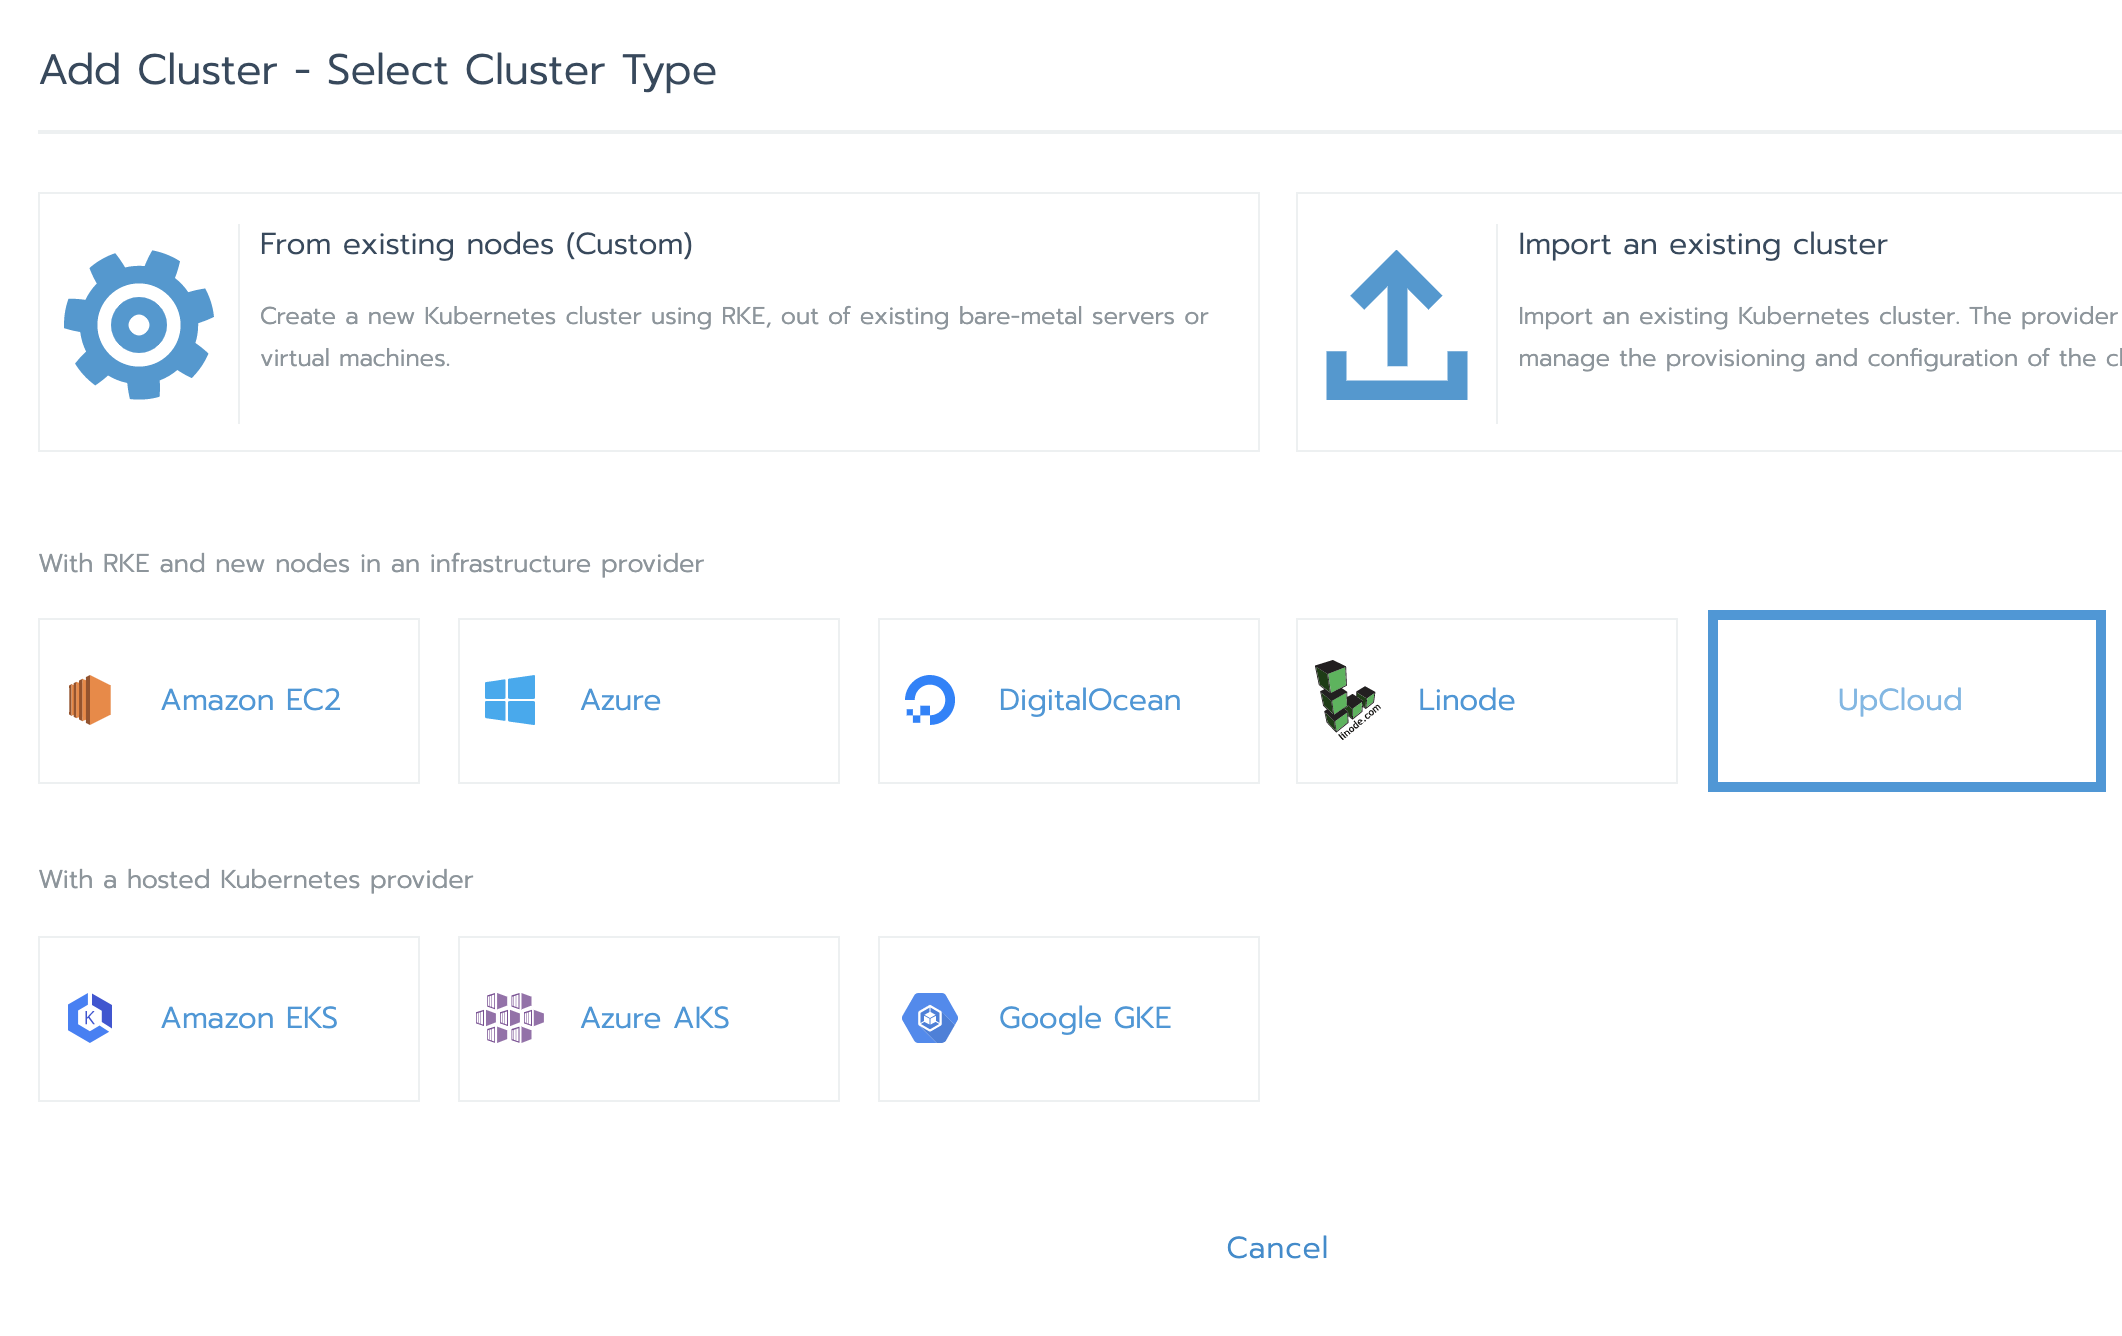 Add Cluster - Select Cluster Type
From existing nodes (Custom)
Create a new Kubernetes cluster using RKE, out of existing bare-metal servers or
virtual machines.
Import an existing cluster
Import an existing Kubernetes cluster. The provider
manage the provisioning and configuration of the
With RKE and new nodes in an infrastructure provider
Amazon EC2
Azure
DigitalOcean
linode.com
Linode
UpCloud
With a hosted Kubernetes provider
K
Amazon EKS
Azure AKS
Google GKE
Cancel